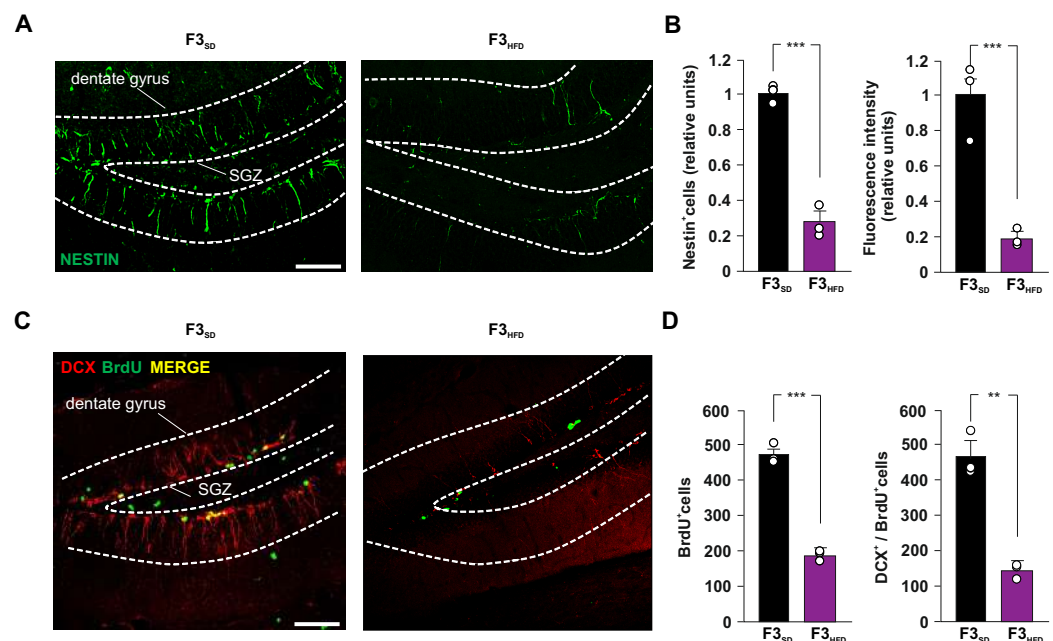 A
F3SD
F3HFD
dentate gyrus
SGZ
NESTIN
B
Nestin+cells (relative units)
***
1.2
1
0.8
0.6
0.4
0.2
0
F3SD
F3HFD
Fluorescence intensity
(relative units)
***
1.2
1
0.8
0.6
0.4
0.2
0
F3SD
F3HFD
C
F3SD
F3HFD
DCX BrdU MERGE
dentate gyrus
SGZ
D
BrdU+cells
***
600
500
400
300
200
100
0
F3SD
F3HFD
DCX+ / BrdU+cells
**
600
500
400
300
200
100
0
F3SD
F3HFD